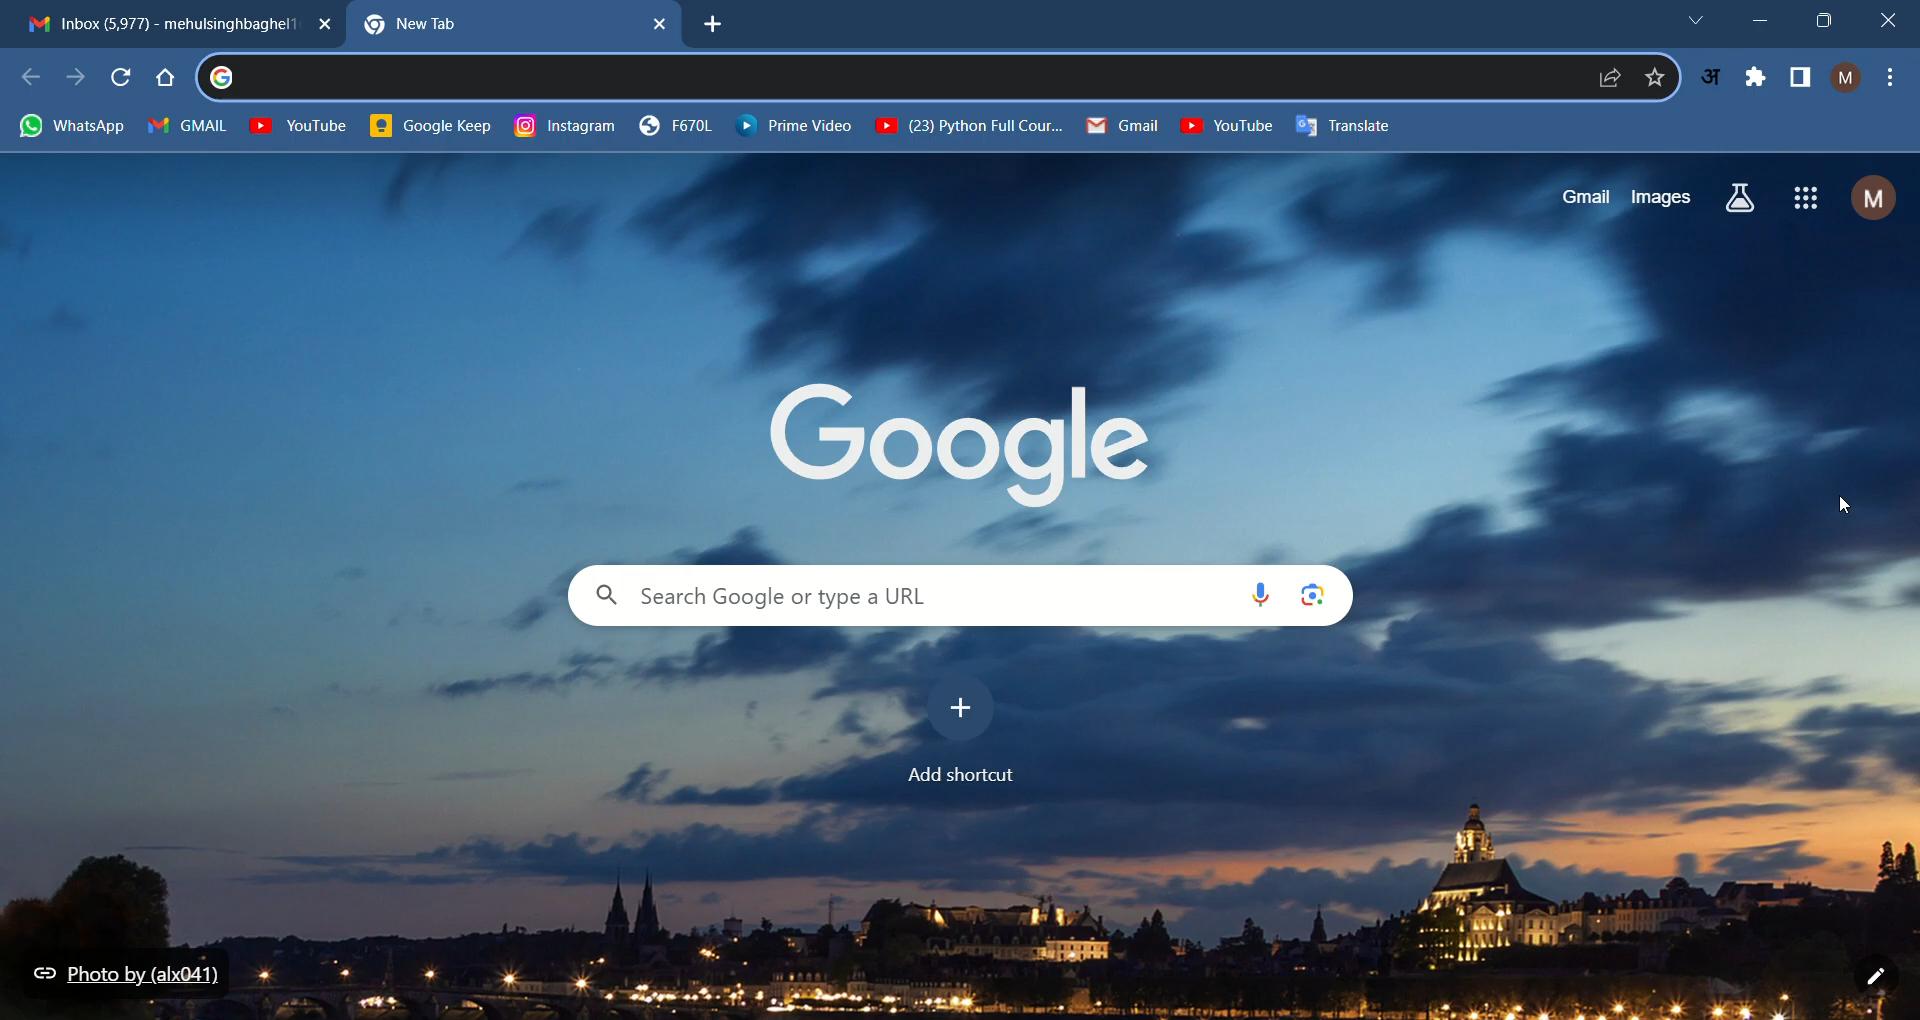 Inbox (5,977) - mehulsinghbaghel1
New Tab
अ
M
WhatsApp GMAIL YouTube Google Keep Instagram F670L Prime Video (23) Python Full Cour... Gmail YouTube Translate
Gmail Images M
Google
Search Google or type a URL
Add shortcut
Photo by (alx041)